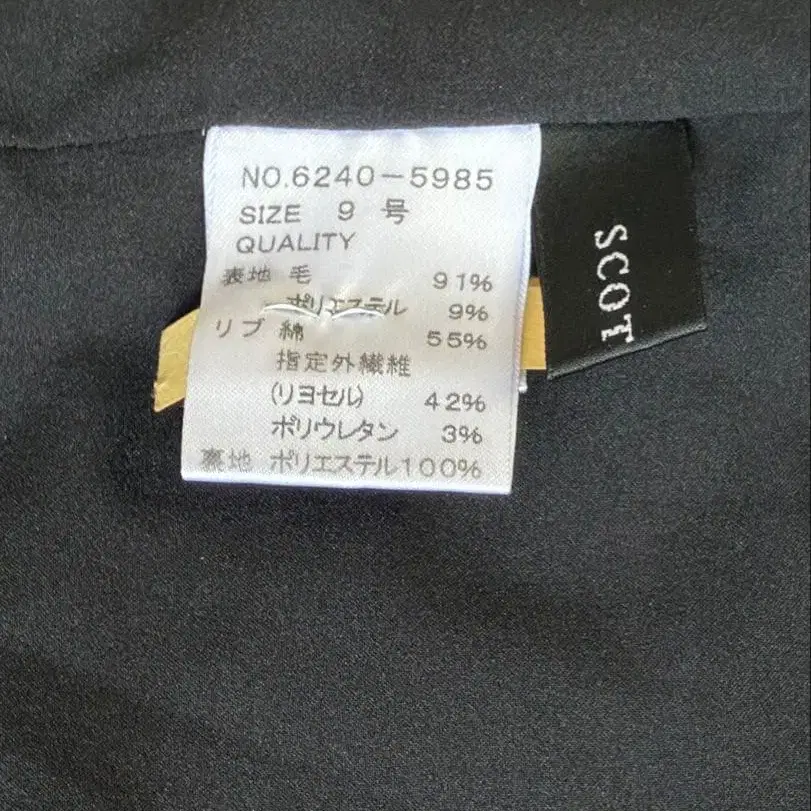 NO.6240-5985
SIZE 9 号
QUALITY
表地 毛 91%
ポリエステル 9%
リブ 綿 55%
指定外繊維
(リヨセル) 42%
ポリウレタン 3%
裏地 ポリエステル100%
SCOT